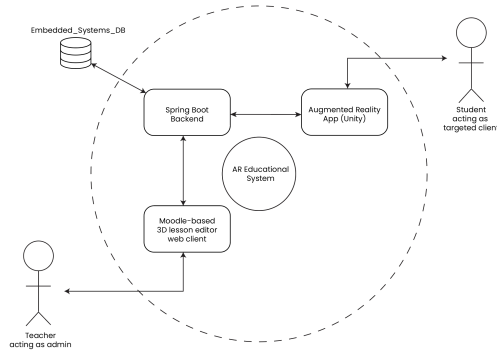 Embedded_Systems_DB
Spring Boot
Backend
Augmented Reality
App (Unity)
Student
acting as
targeted client
AR Educational
System
Moodle-based
3D lesson editor
web client
Teacher
acting as admin